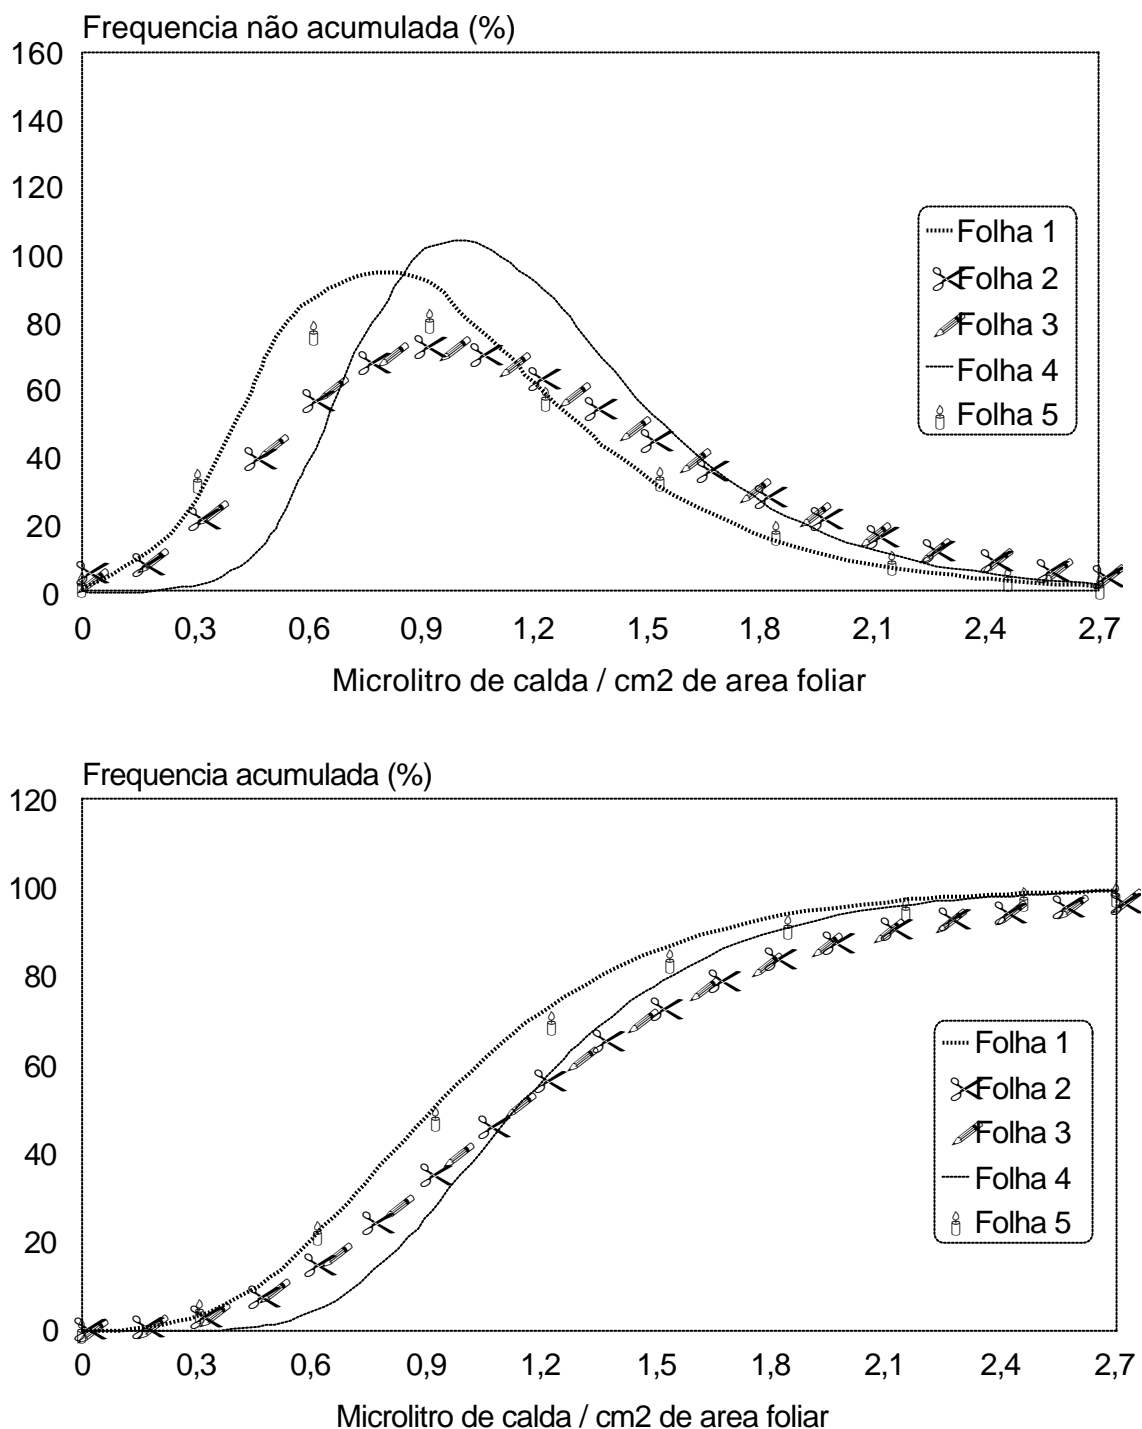 Frequencia não acumulada (%)
160
140
120
100
80
60
40
20
0
Folha 1
Folha 2
Folha 3
Folha 4
Folha 5
0 0,3 0,6 0,9 1,2 1,5 1,8 2,1 2,4 2,7
Microlitro de calda / cm2 de area foliar
Frequencia acumulada (%)
120
100
80
60
40
20
0
Folha 1
Folha 2
Folha 3
Folha 4
Folha 5
0 0,3 0,6 0,9 1,2 1,5 1,8 2,1 2,4 2,7
Microlitro de calda / cm2 de area foliar